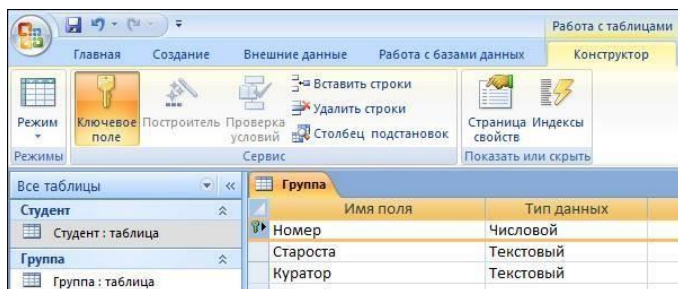 Работа с таблицами
Главная Создание Внешние данные Работа с базами данных Конструктор
Режим
Ключевое поле
Построитель
Проверка условий
Вставить строки
Удалить строки
Столбец подстановок
Страница свойств
Индексы
Режимы Сервис Показать или скрыть
Все таблицы Группа
Имя поля Тип данных
Студент
Студент : таблица
Группа
Группа : таблица
Номер Числовой
Староста Текстовый
Куратор Текстовый